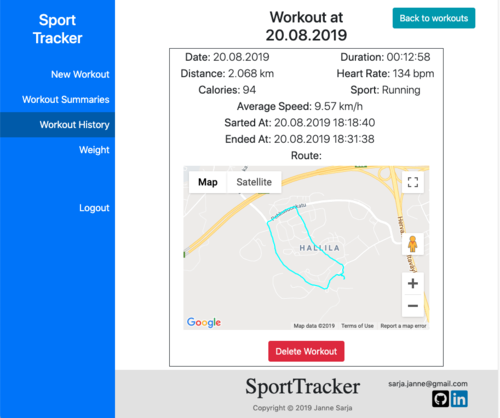 Sport
Tracker
New Workout
Workout Summaries
Workout History
Weight
Logout
Workout at
20.08.2019
Back to workouts
Date: 20.08.2019 Duration: 00:12:58
Distance: 2.068 km Heart Rate: 134 bpm
Calories: 94 Sport: Running
Average Speed: 9.57 km/h
Sarted At: 20.08.2019 18:18:40
Ended At: 20.08.2019 18:31:38
Route:
Map Satellite
HALLILA
Google
Map data ©2019 Terms of Use Report a map error
Delete Workout
SportTracker
Copyright © 2019 Janne Sarja
sarja.janne@gmail.com
in